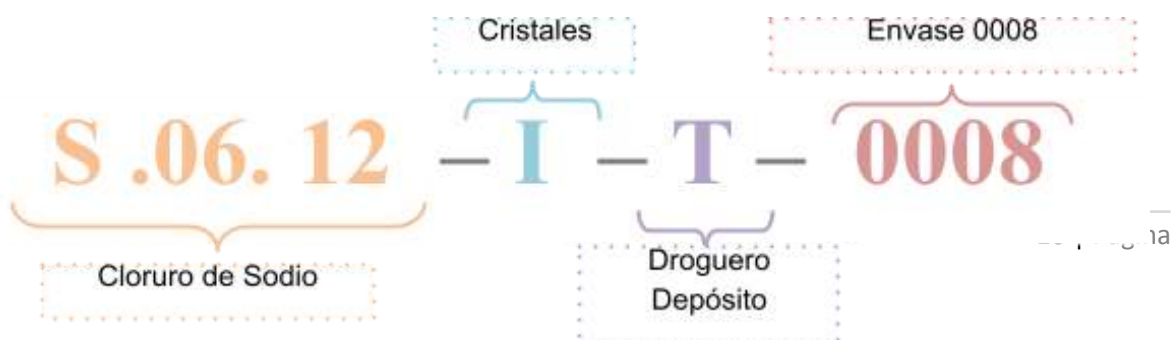 Cristales
Envase 0008
S .06. 12 – I – T – 0008
Cloruro de Sodio
Droguero
Depósito